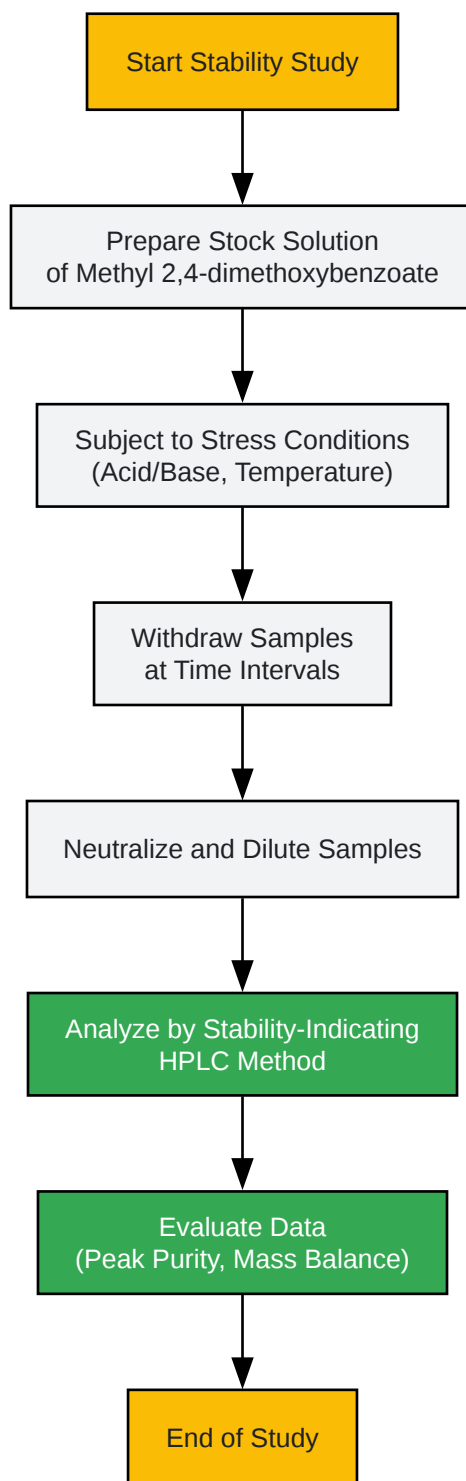 Start Stability Study
Prepare Stock Solution
of Methyl 2,4-dimethoxybenzoate
Subject to Stress Conditions
(Acid/Base, Temperature)
Withdraw Samples
at Time Intervals
Neutralize and Dilute Samples
Analyze by Stability-Indicating
HPLC Method
Evaluate Data
(Peak Purity, Mass Balance)
End of Study